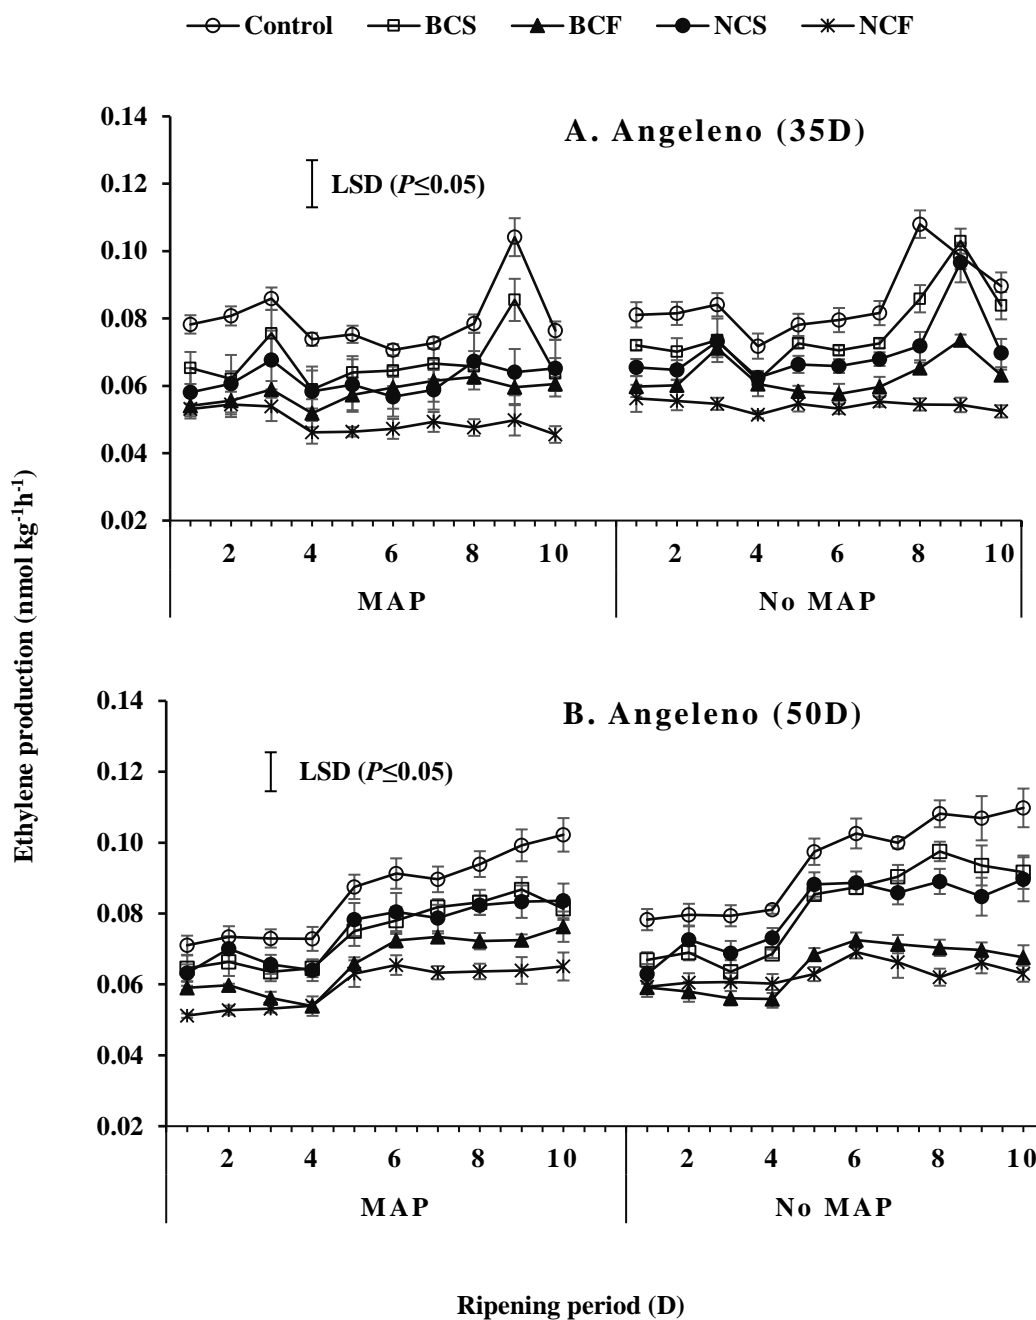 Control BCS BCF NCS NCF
A. Angeleno (35D)
0.14
0.12
0.10
0.08
0.06
0.04
0.02
LSD (P≤0.05)
2 4 6 8 10 2 4 6 8 10
MAP No MAP
Ethylene production (nmol kg⁻¹h⁻¹)
B. Angeleno (50D)
0.14
0.12
0.10
0.08
0.06
0.04
0.02
LSD (P≤0.05)
2 4 6 8 10 2 4 6 8 10
MAP No MAP
Ripening period (D)